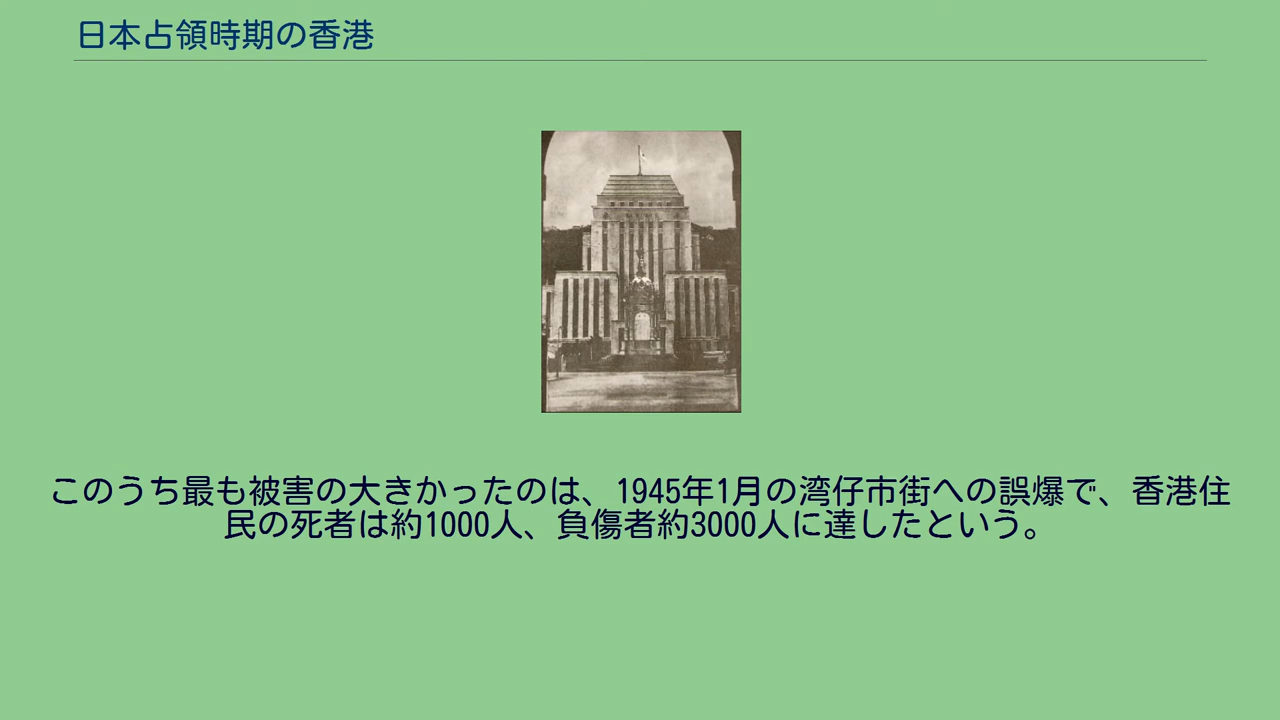 日本占領時期の香港
このうち最も被害の大きかったのは、1945年1月の湾仔市街への誤爆で、香港住
民の死者は約1000人、負傷者約3000人に達したという。